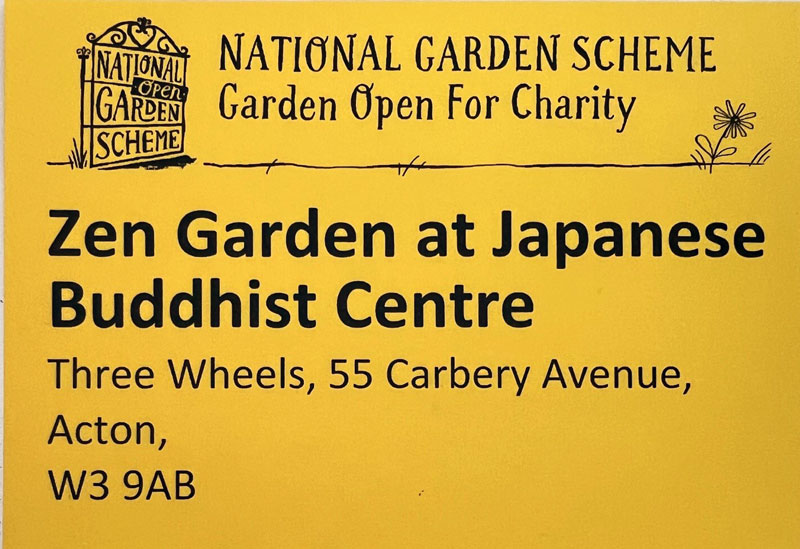 NATIONAL
Open
GARDEN
SCHEME
NATIONAL GARDEN SCHEME
Garden Open For Charity
Zen Garden at Japanese
Buddhist Centre
Three Wheels, 55 Carbery Avenue,
Acton,
W3 9AB